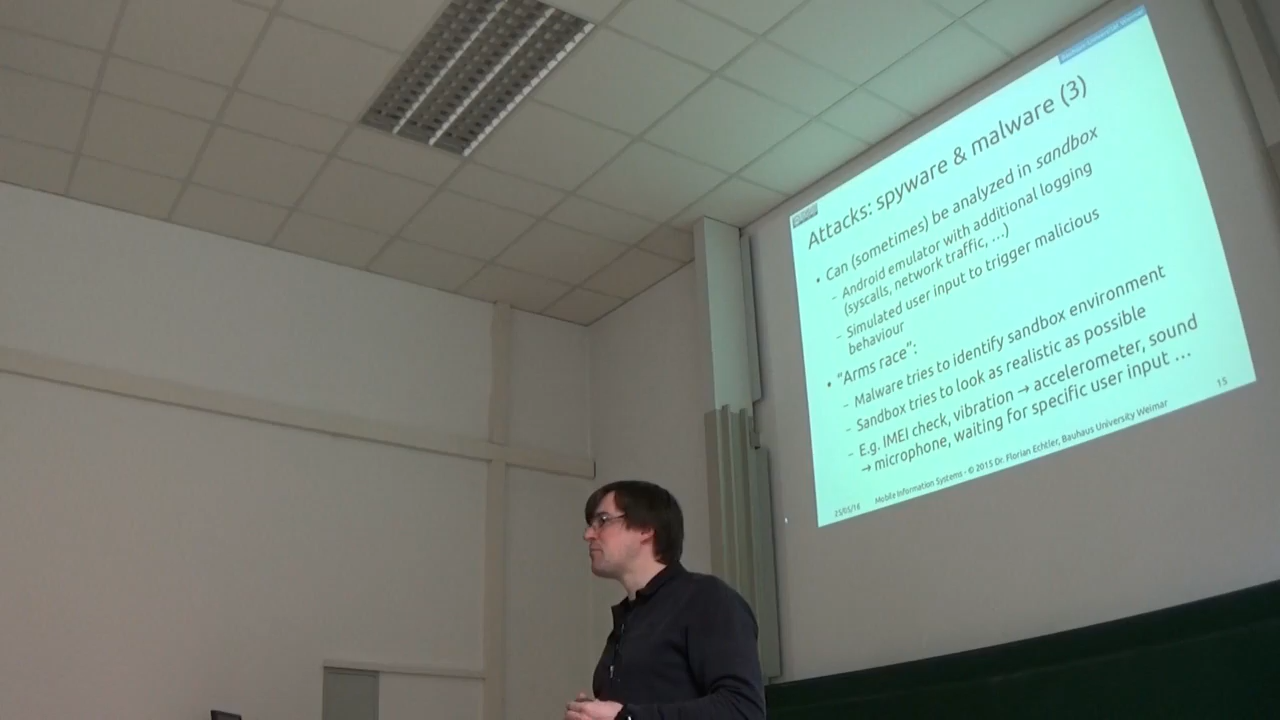 Attacks: spyware & malware (3)
• Can (sometimes) be analyzed in sandbox
– Android emulator with additional logging
(syscalls, network traffic, …)
– Simulated user input to trigger malicious
behaviour
• "Arms race":
– Malware tries to identify sandbox environment
– Sandbox tries to look as realistic as possible
– E.g. IMEI check, vibration → accelerometer, sound
→ microphone, waiting for specific user input …
25/05/16
Mobile Information Systems - © 2015 Dr. Florian Echtler, Bauhaus University Weimar
15